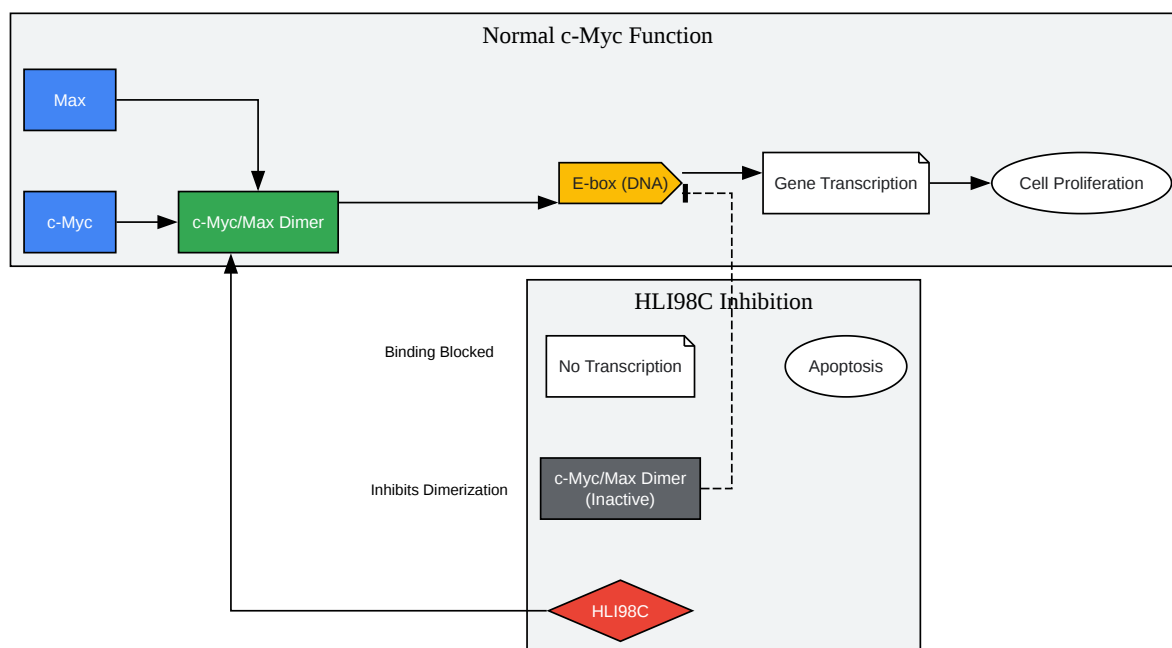 Normal c-Myc Function
Max
c-Myc
c-Myc/Max Dimer
E-box (DNA)
Gene Transcription
Cell Proliferation
HLI98C Inhibition
Binding Blocked
No Transcription
Apoptosis
Inhibits Dimerization
c-Myc/Max Dimer
(Inactive)
HLI98C